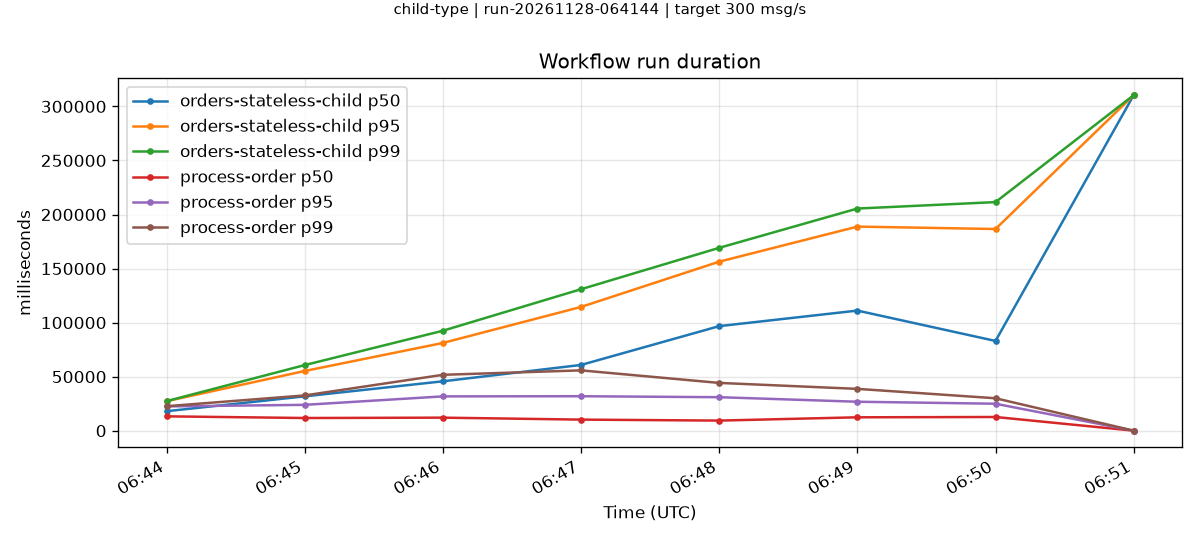 child-type | run-20261128-064144 | target 300 msg/s
Workflow run duration
orders-stateless-child p50
orders-stateless-child p95
orders-stateless-child p99
process-order p50
process-order p95
process-order p99
milliseconds
300000
250000
200000
150000
100000
50000
0
06:44
06:45
06:46
06:47
06:48
06:49
06:50
06:51
Time (UTC)